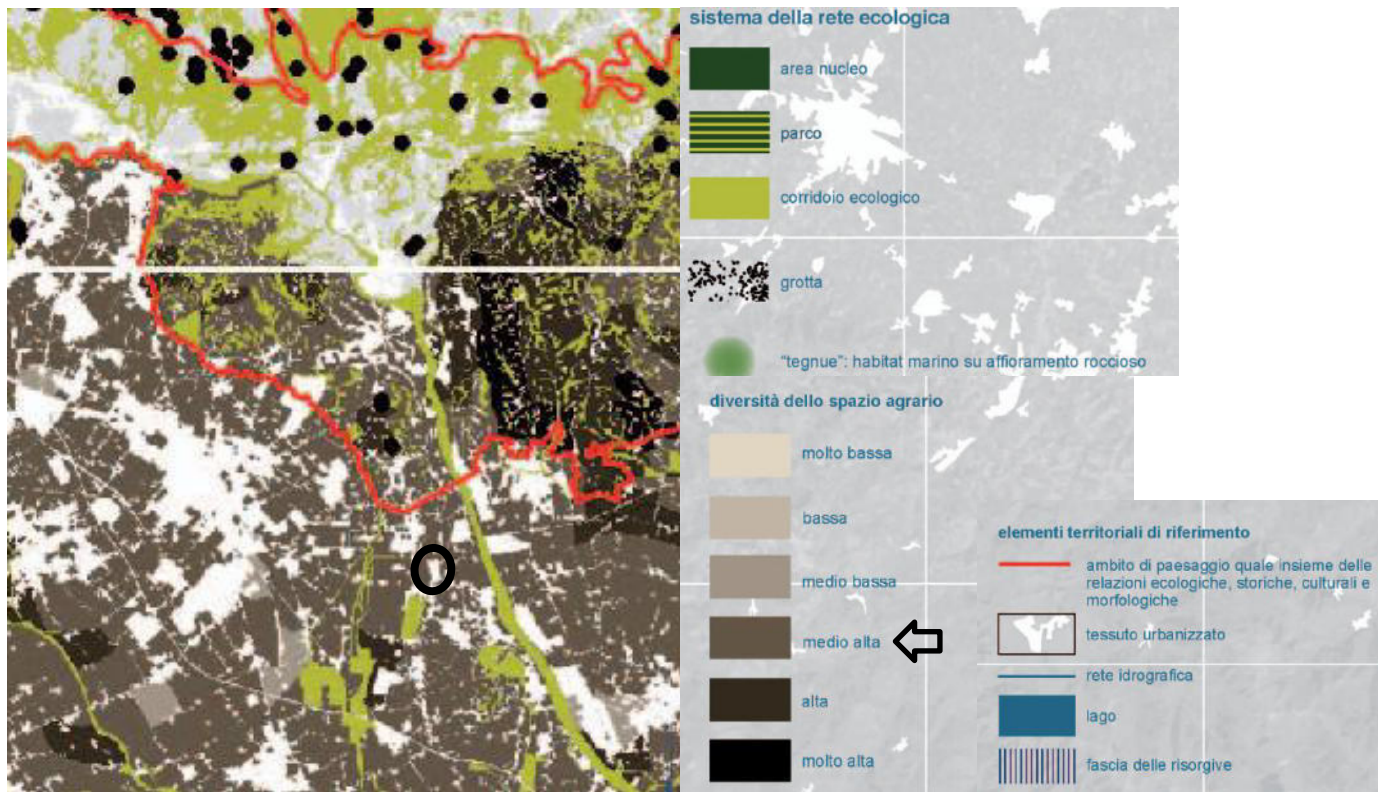 sistema della rete ecologica
area nucleo
parco
corridoio ecologico
grotta
"tegnue": habitat marino su affioramento roccioso
diversità dello spazio agrario
molto bassa
bassa
medio bassa
medio alta
alta
molto alta
elementi territoriali di riferimento
ambito di paesaggio quale insieme delle
relazioni ecologiche, storiche, culturali e
morfologiche
tessuto urbanizzato
rete idrografica
lago
fascia delle risorgive